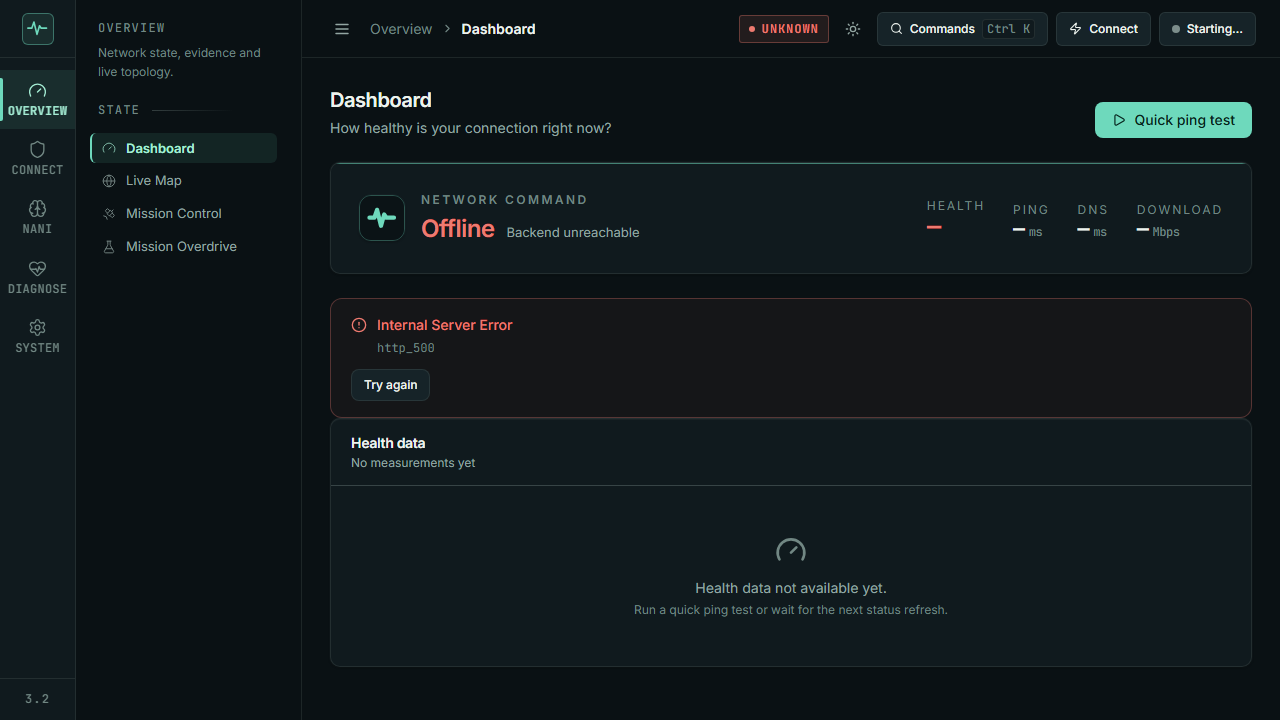 OVERVIEW
CONNECT
NANI
DIAGNOSE
SYSTEM
3.2
OVERVIEW
Network state, evidence and
live topology.
STATE
Dashboard
Live Map
Mission Control
Mission Overdrive
Overview > Dashboard
UNKNOWN
Commands Ctrl K
Connect
Starting...
Dashboard
How healthy is your connection right now?
Quick ping test
NETWORK COMMAND
Offline Backend unreachable
HEALTH
–
PING
– ms
DNS
– ms
DOWNLOAD
– Mbps
Internal Server Error
http_500
Try again
Health data
No measurements yet
Health data not available yet.
Run a quick ping test or wait for the next status refresh.